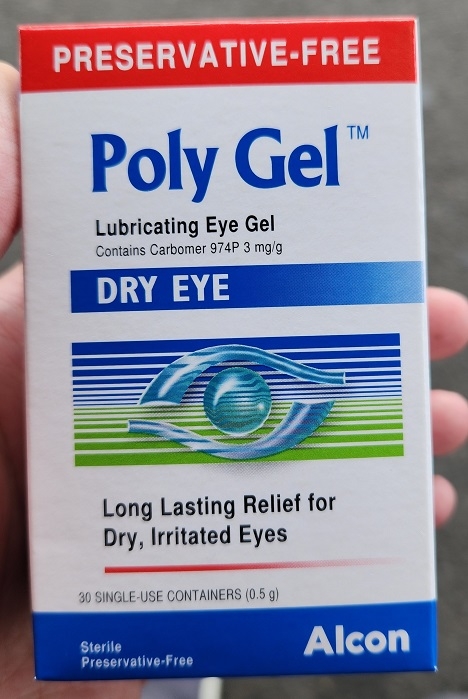 PRESERVATIVE-FREE
Poly Gel™
Lubricating Eye Gel
Contains Carbomer 974P 3 mg/g
DRY EYE
Long Lasting Relief for
Dry, Irritated Eyes
30 SINGLE-USE CONTAINERS (0.5 g)
Sterile
Preservative-Free
Alcon